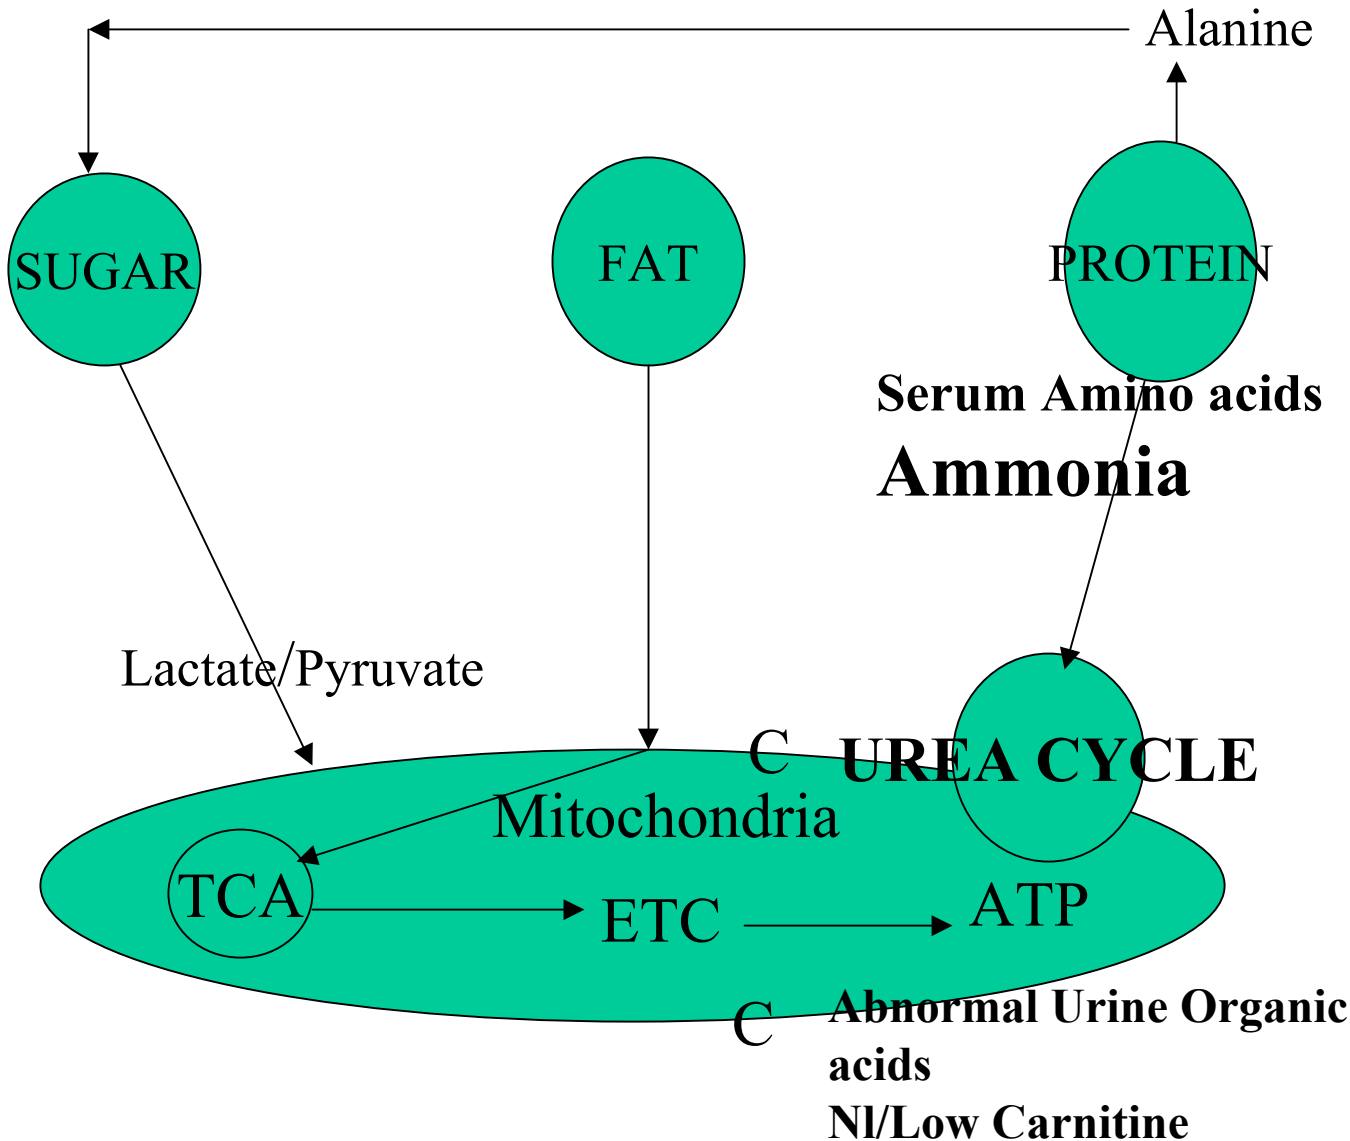 Alanine
SUGAR
FAT
PROTEIN
Serum Amino acids
Ammonia
Lactate/Pyruvate
C
UREA CYCLE
Mitochondria
TCA
ETC
ATP
C
Abnormal Urine Organic
acids
Nl/Low Carnitine